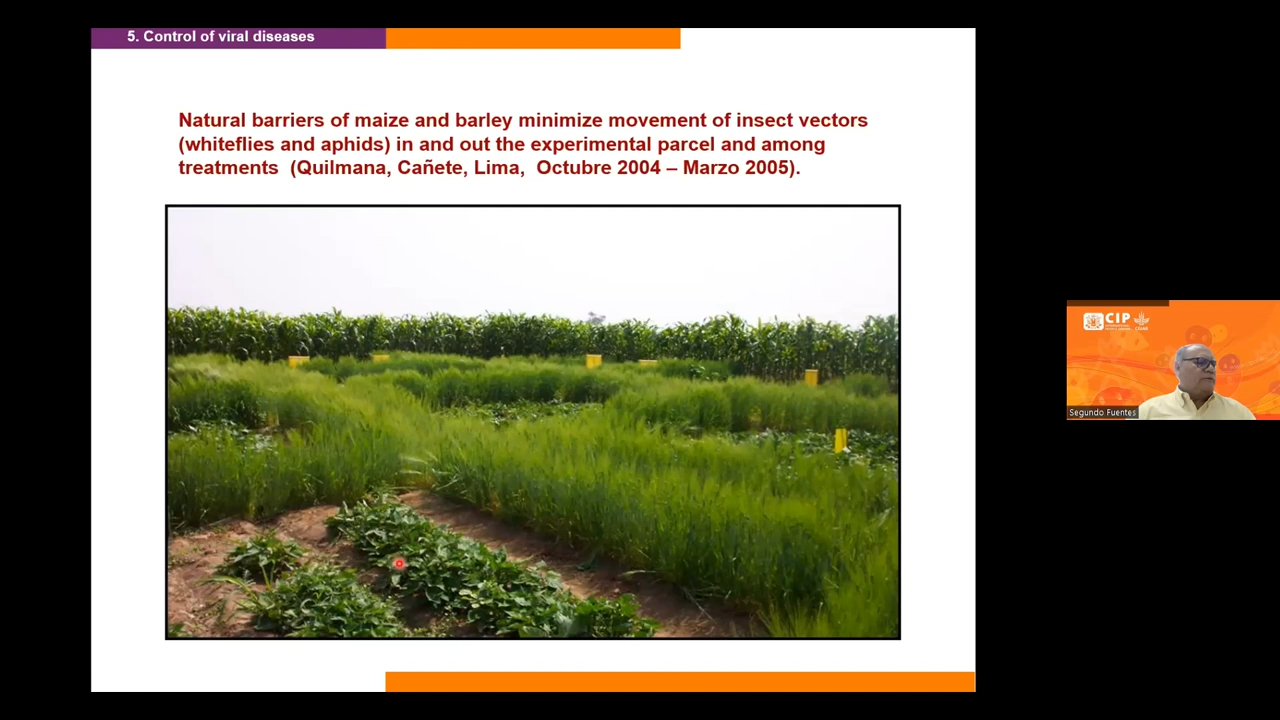 5. Control of viral diseases
Natural barriers of maize and barley minimize movement of insect vectors
(whiteflies and aphids) in and out the experimental parcel and among
treatments (Quilmana, Cañete, Lima, Octubre 2004 – Marzo 2005).
CIP
Segundo Fuentes